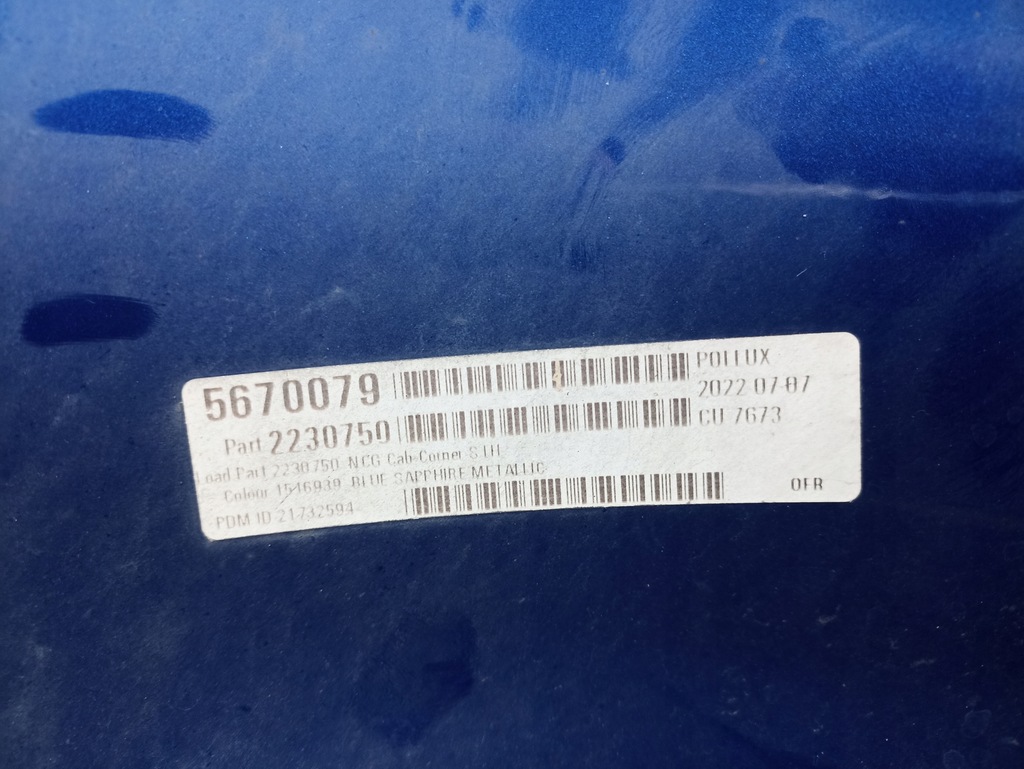 5670079
POLLUX
2022-07-07
Part 2230750
CU 7673
Load Part 2230750 NCG Cab-Corner STH
Colour 1546939 BLUE SAPPHIRE METALLIC
PDM ID 21732594
OFR